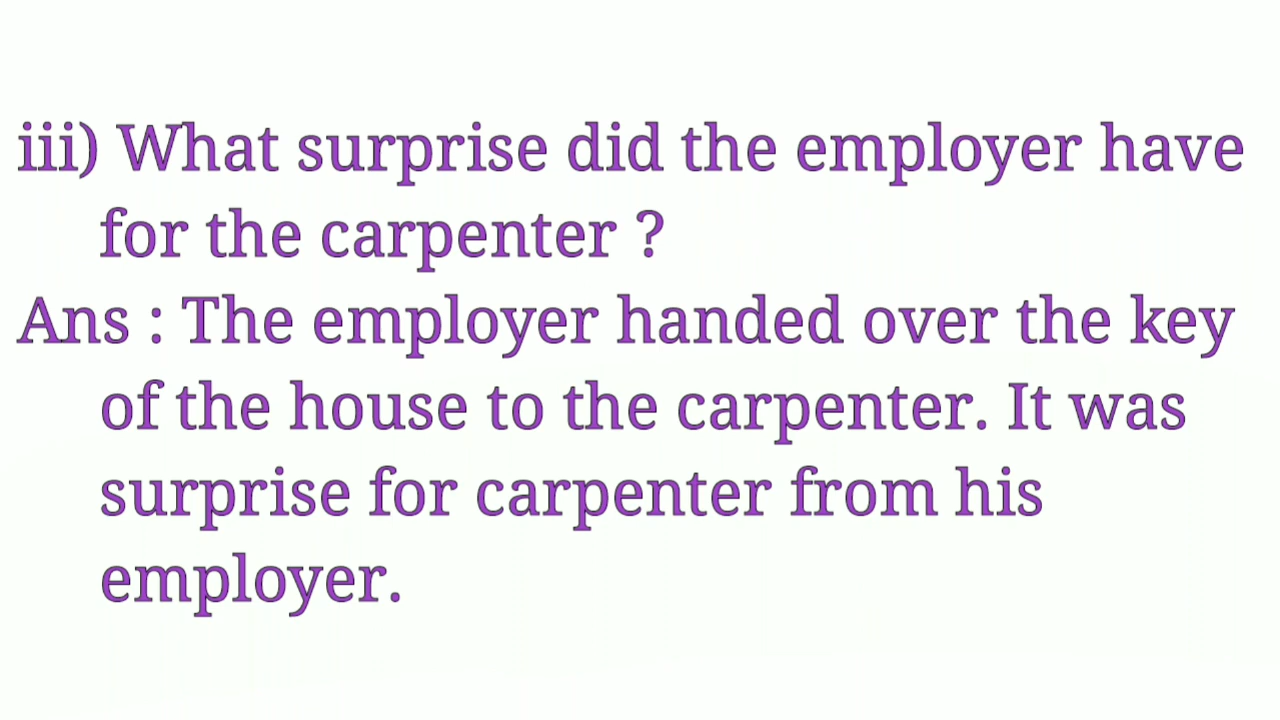 iii) What surprise did the employer have
for the carpenter ?
Ans : The employer handed over the key
of the house to the carpenter. It was
surprise for carpenter from his
employer.